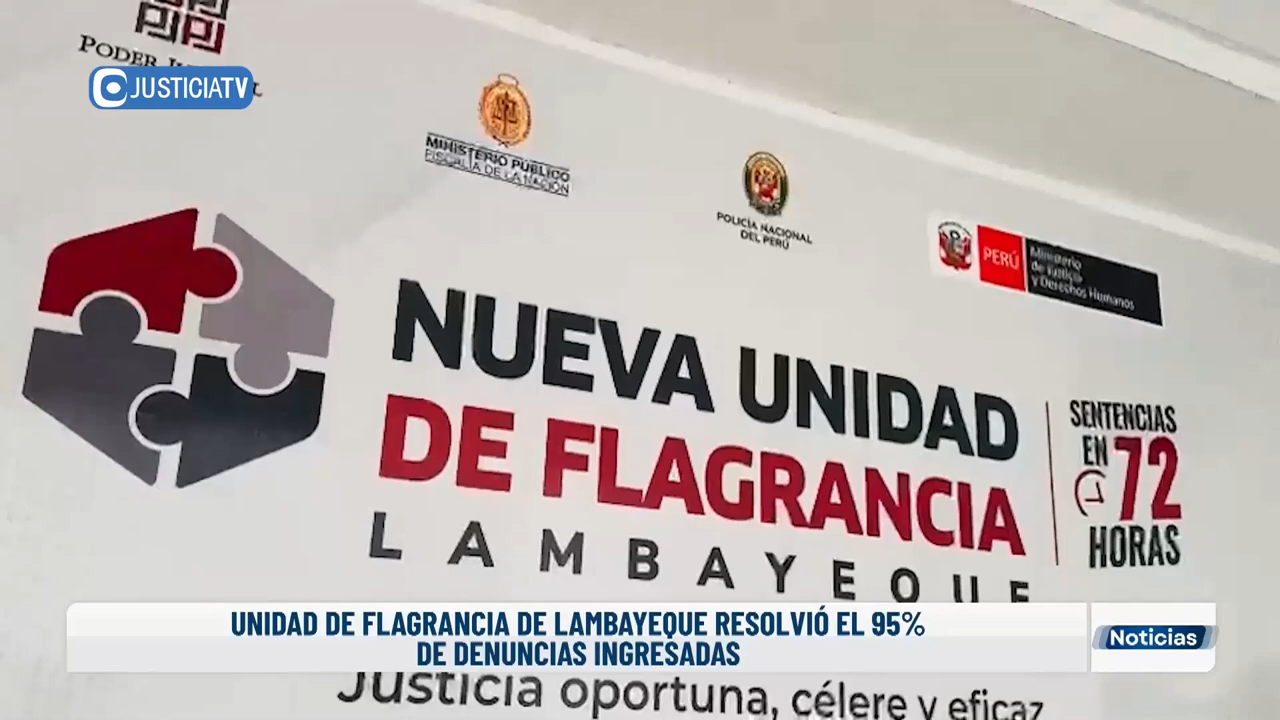 PODER
JUSTICIATV
MINISTERIO PÚBLICO
FISCALÍA DE LA NACIÓN
POLICÍA NACIONAL
DEL PERÚ
PERÚ
Ministerio
de Justicia
y Derechos Humanos
NUEVA UNIDAD
DE FLAGRANCIA
LAMBAYEQUE
SENTENCIAS
EN 72
HORAS
UNIDAD DE FLAGRANCIA DE LAMBAYEQUE RESOLVIÓ EL 95%
DE DENUNCIAS INGRESADAS
Noticias
Justicia oportuna, célere y eficaz